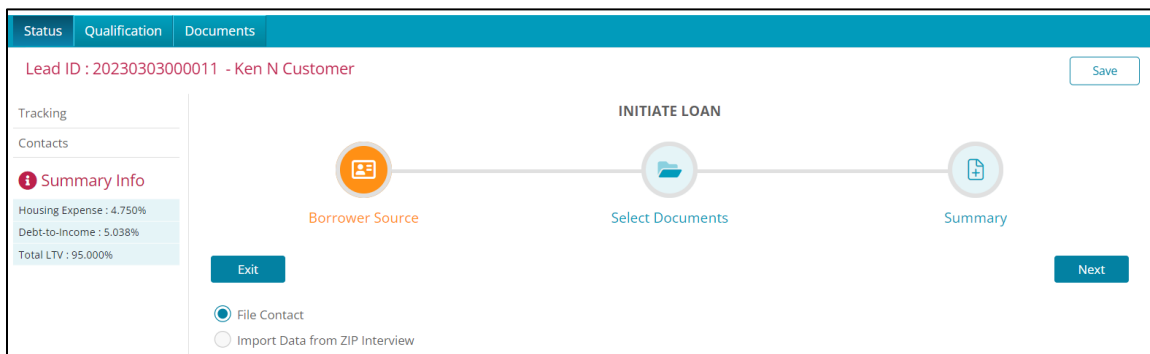 Status Qualification Documents
Lead ID : 20230303000011 - Ken N Customer
Save
Tracking
Contacts
Summary Info
Housing Expense : 4.750%
Debt-to-Income : 5.038%
Total LTV : 95.000%
INITIATE LOAN
Borrower Source Select Documents Summary
Exit Next
File Contact
Import Data from ZIP Interview